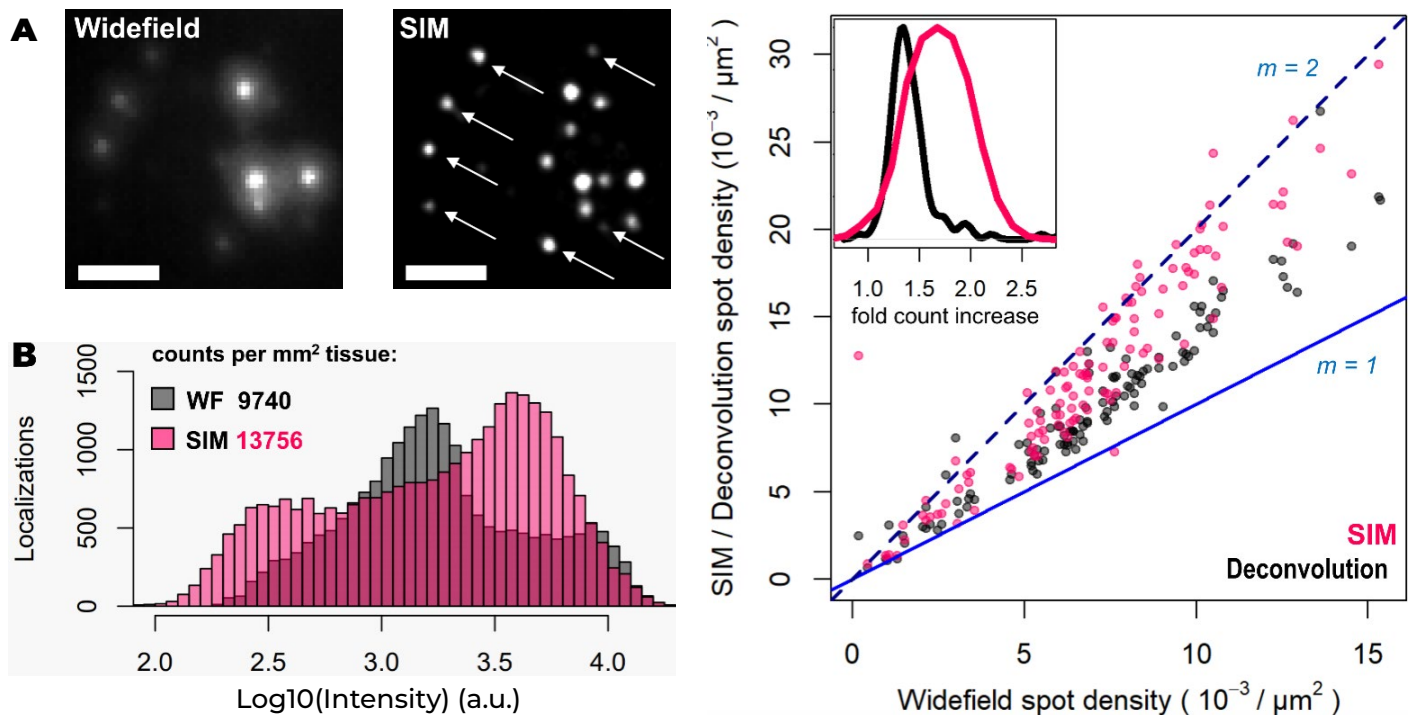 A
Widefield
SIM
B
counts per mm² tissue:
WF 9740
SIM 13756
Localizations
1500
1000
500
0
2.0 2.5 3.0 3.5 4.0
Log10(Intensity) (a.u.)
SIM / Deconvolution spot density (10⁻³ / µm²)
30
25
20
15
10
5
0
1.0 1.5 2.0 2.5
fold count increase
m = 2
m = 1
SIM
Deconvolution
0 5 10 15
Widefield spot density ( 10⁻³ / µm² )